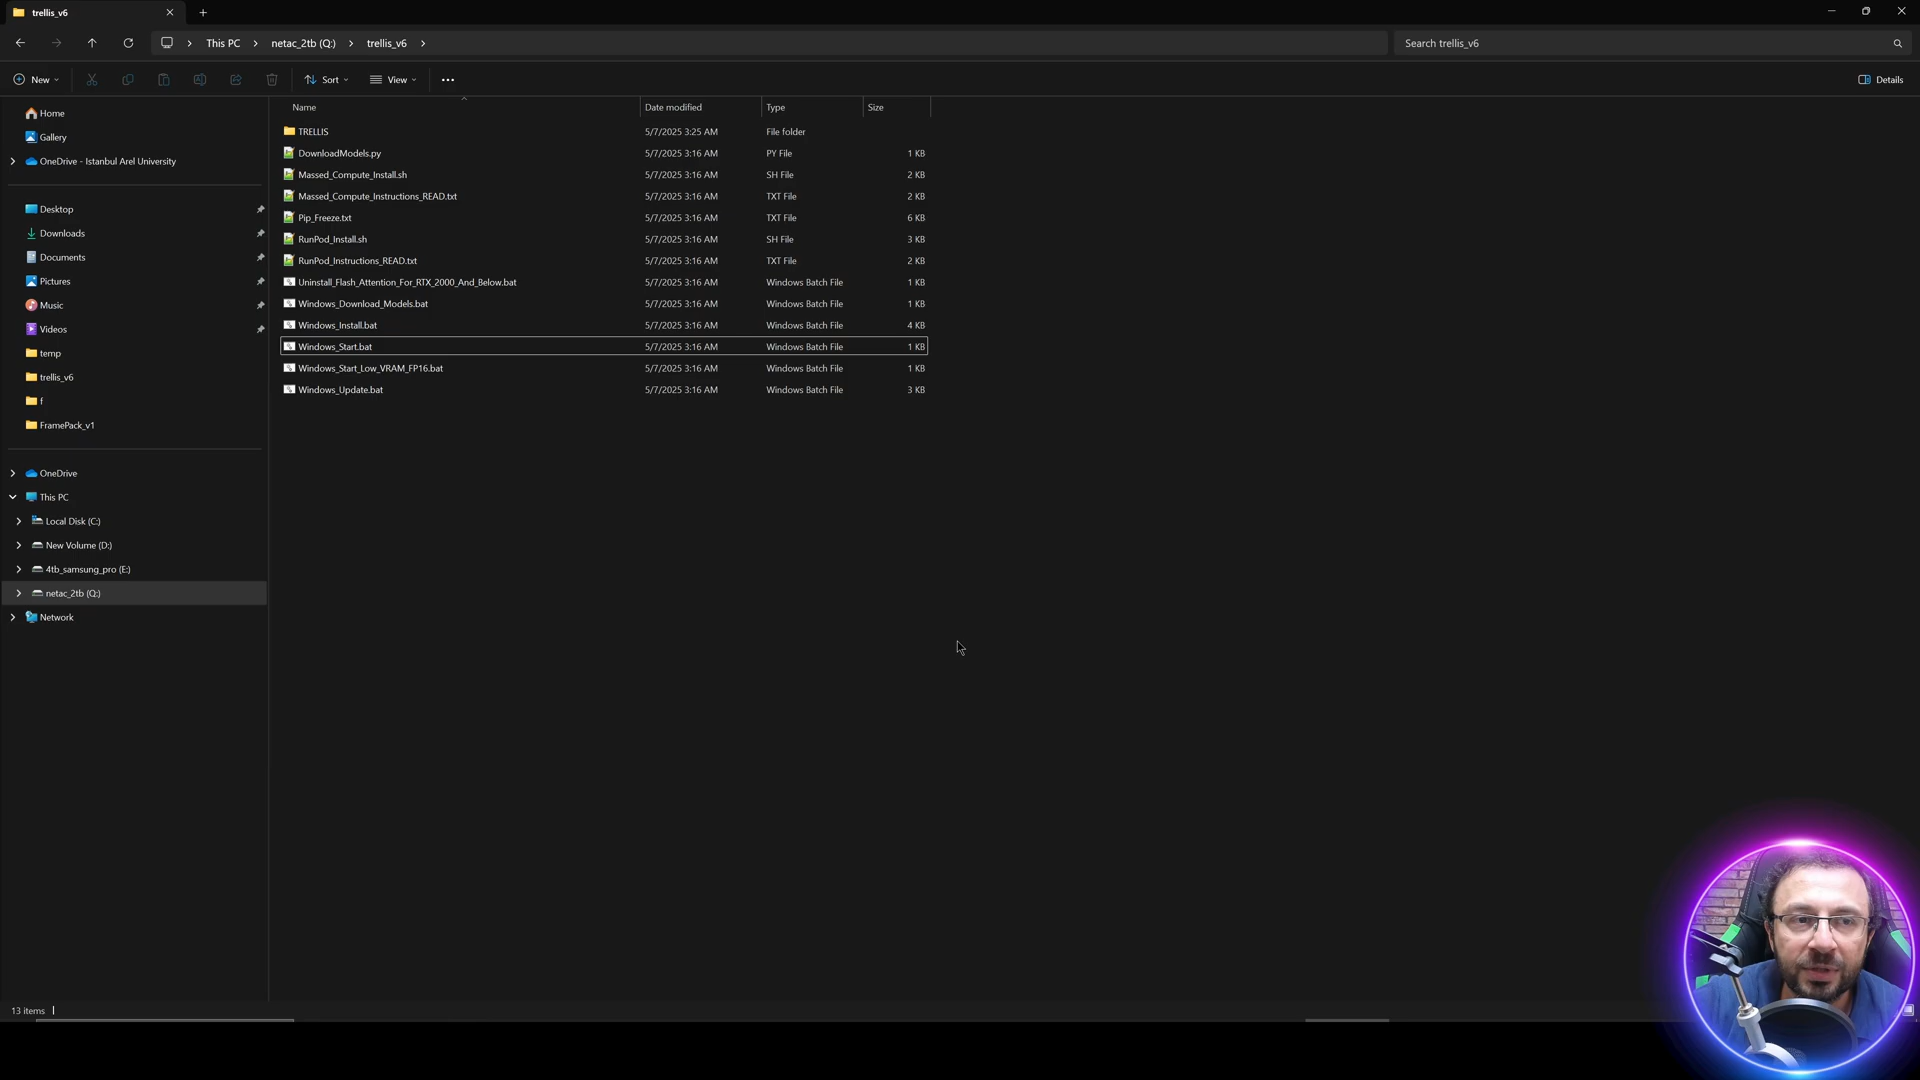 trellis_v6
This PC
netac_2tb (Q:)
trellis_v6
Search trellis_v6
New
Sort
View
Details
Name
Date modified
Type
Size
Home
Gallery
OneDrive - Istanbul Arel University
Desktop
Downloads
Documents
Pictures
Music
Videos
temp
trellis_v6
f
FramePack_v1
OneDrive
This PC
Local Disk (C:)
New Volume (D:)
4tb_samsung_pro (E:)
netac_2tb (Q:)
Network
TRELLIS 5/7/2025 3:25 AM File folder
DownloadModels.py 5/7/2025 3:16 AM PY File 1 KB
Massed_Compute_Install.sh 5/7/2025 3:16 AM SH File 2 KB
Massed_Compute_Instructions_READ.txt 5/7/2025 3:16 AM TXT File 2 KB
Pip_Freeze.txt 5/7/2025 3:16 AM TXT File 6 KB
RunPod_Install.sh 5/7/2025 3:16 AM SH File 3 KB
RunPod_Instructions_READ.txt 5/7/2025 3:16 AM TXT File 2 KB
Uninstall_Flash_Attention_For_RTX_2000_And_Below.bat 5/7/2025 3:16 AM Windows Batch File 1 KB
Windows_Download_Models.bat 5/7/2025 3:16 AM Windows Batch File 1 KB
Windows_Install.bat 5/7/2025 3:16 AM Windows Batch File 4 KB
Windows_Start.bat 5/7/2025 3:16 AM Windows Batch File 1 KB
Windows_Start_Low_VRAM_FP16.bat 5/7/2025 3:16 AM Windows Batch File 1 KB
Windows_Update.bat 5/7/2025 3:16 AM Windows Batch File 3 KB
13 items